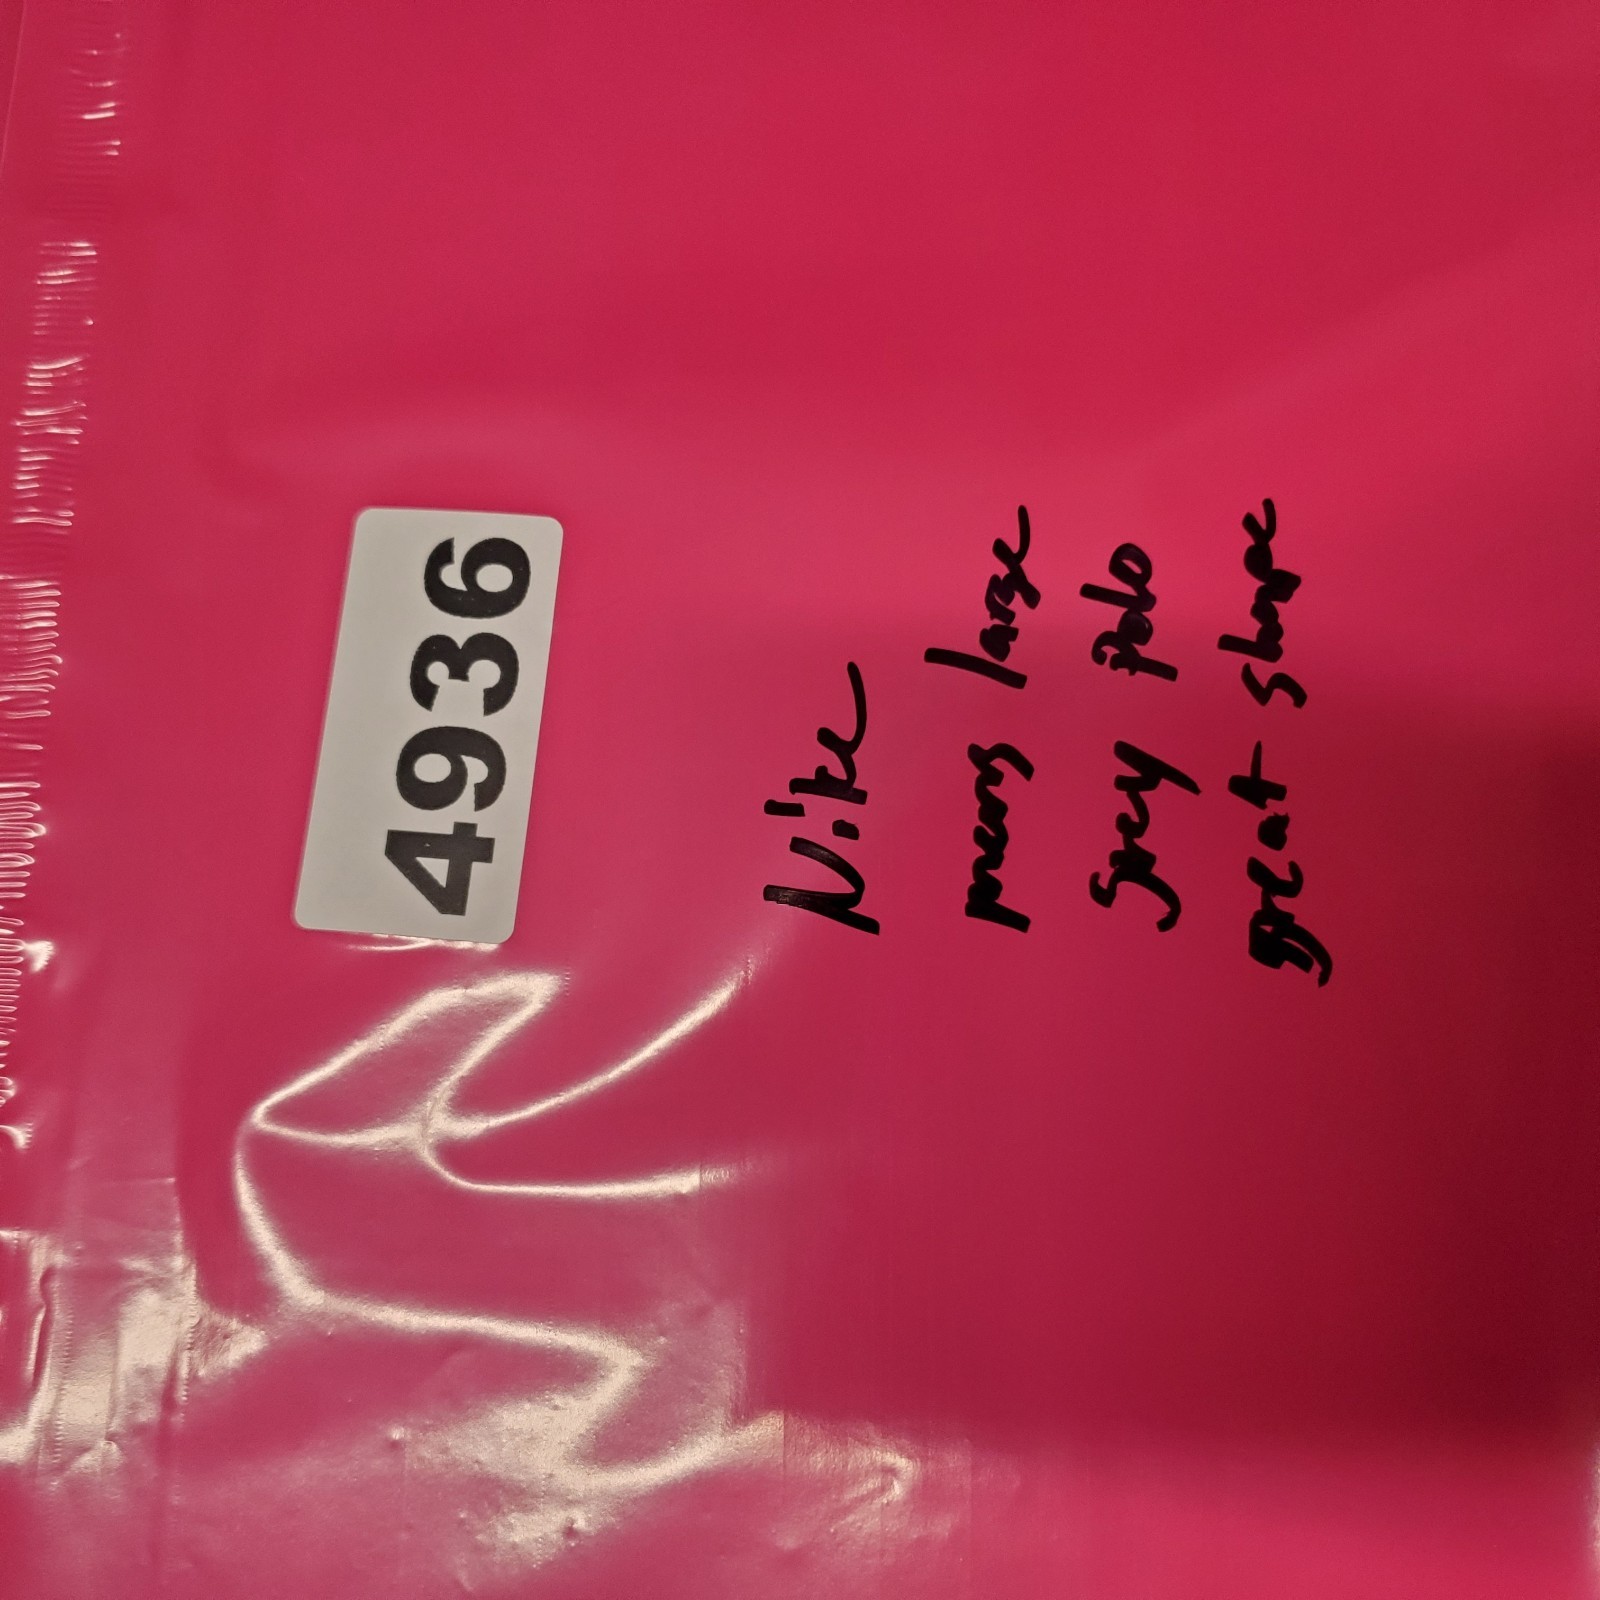 4936
Nike
mens large
Grey Polo
great shape